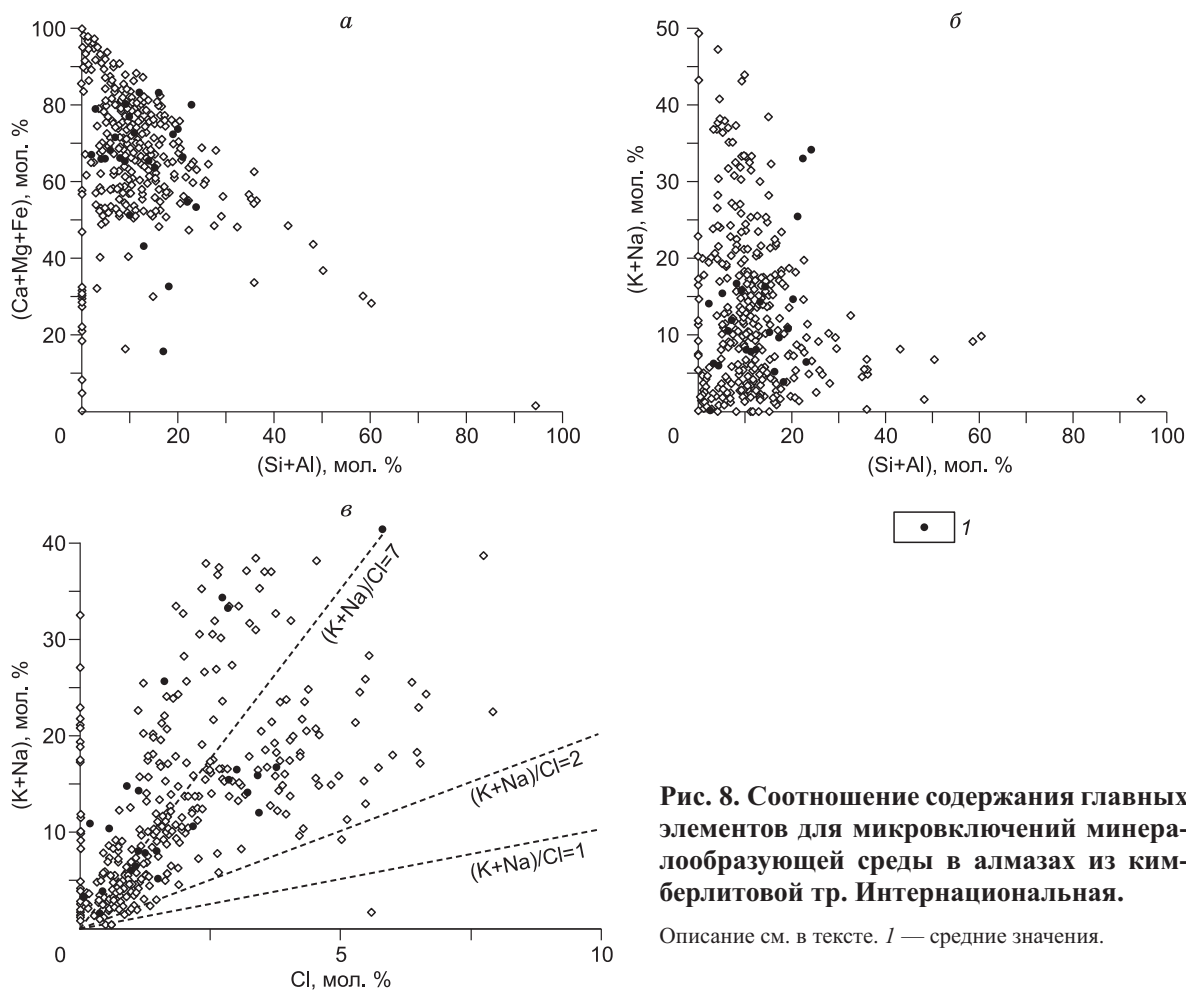 а
100
80
60
40
20
0
(Ca+Mg+Fe), мол. %
20
40
60
80
100
(Si+Al), мол. %
б
50
40
30
20
10
0
(K+Na), мол. %
20
40
60
80
100
(Si+Al), мол. %
1
в
40
30
20
10
0
(K+Na), мол. %
(K+Na)/Cl=7
(K+Na)/Cl=2
(K+Na)/Cl=1
5
10
Cl, мол. %
Рис. 8. Соотношение содержания главных
элементов для микровключений минера-
лообразующей среды в алмазах из ким-
берлитовой тр. Интернациональная.
Описание см. в тексте. 1 — средние значения.